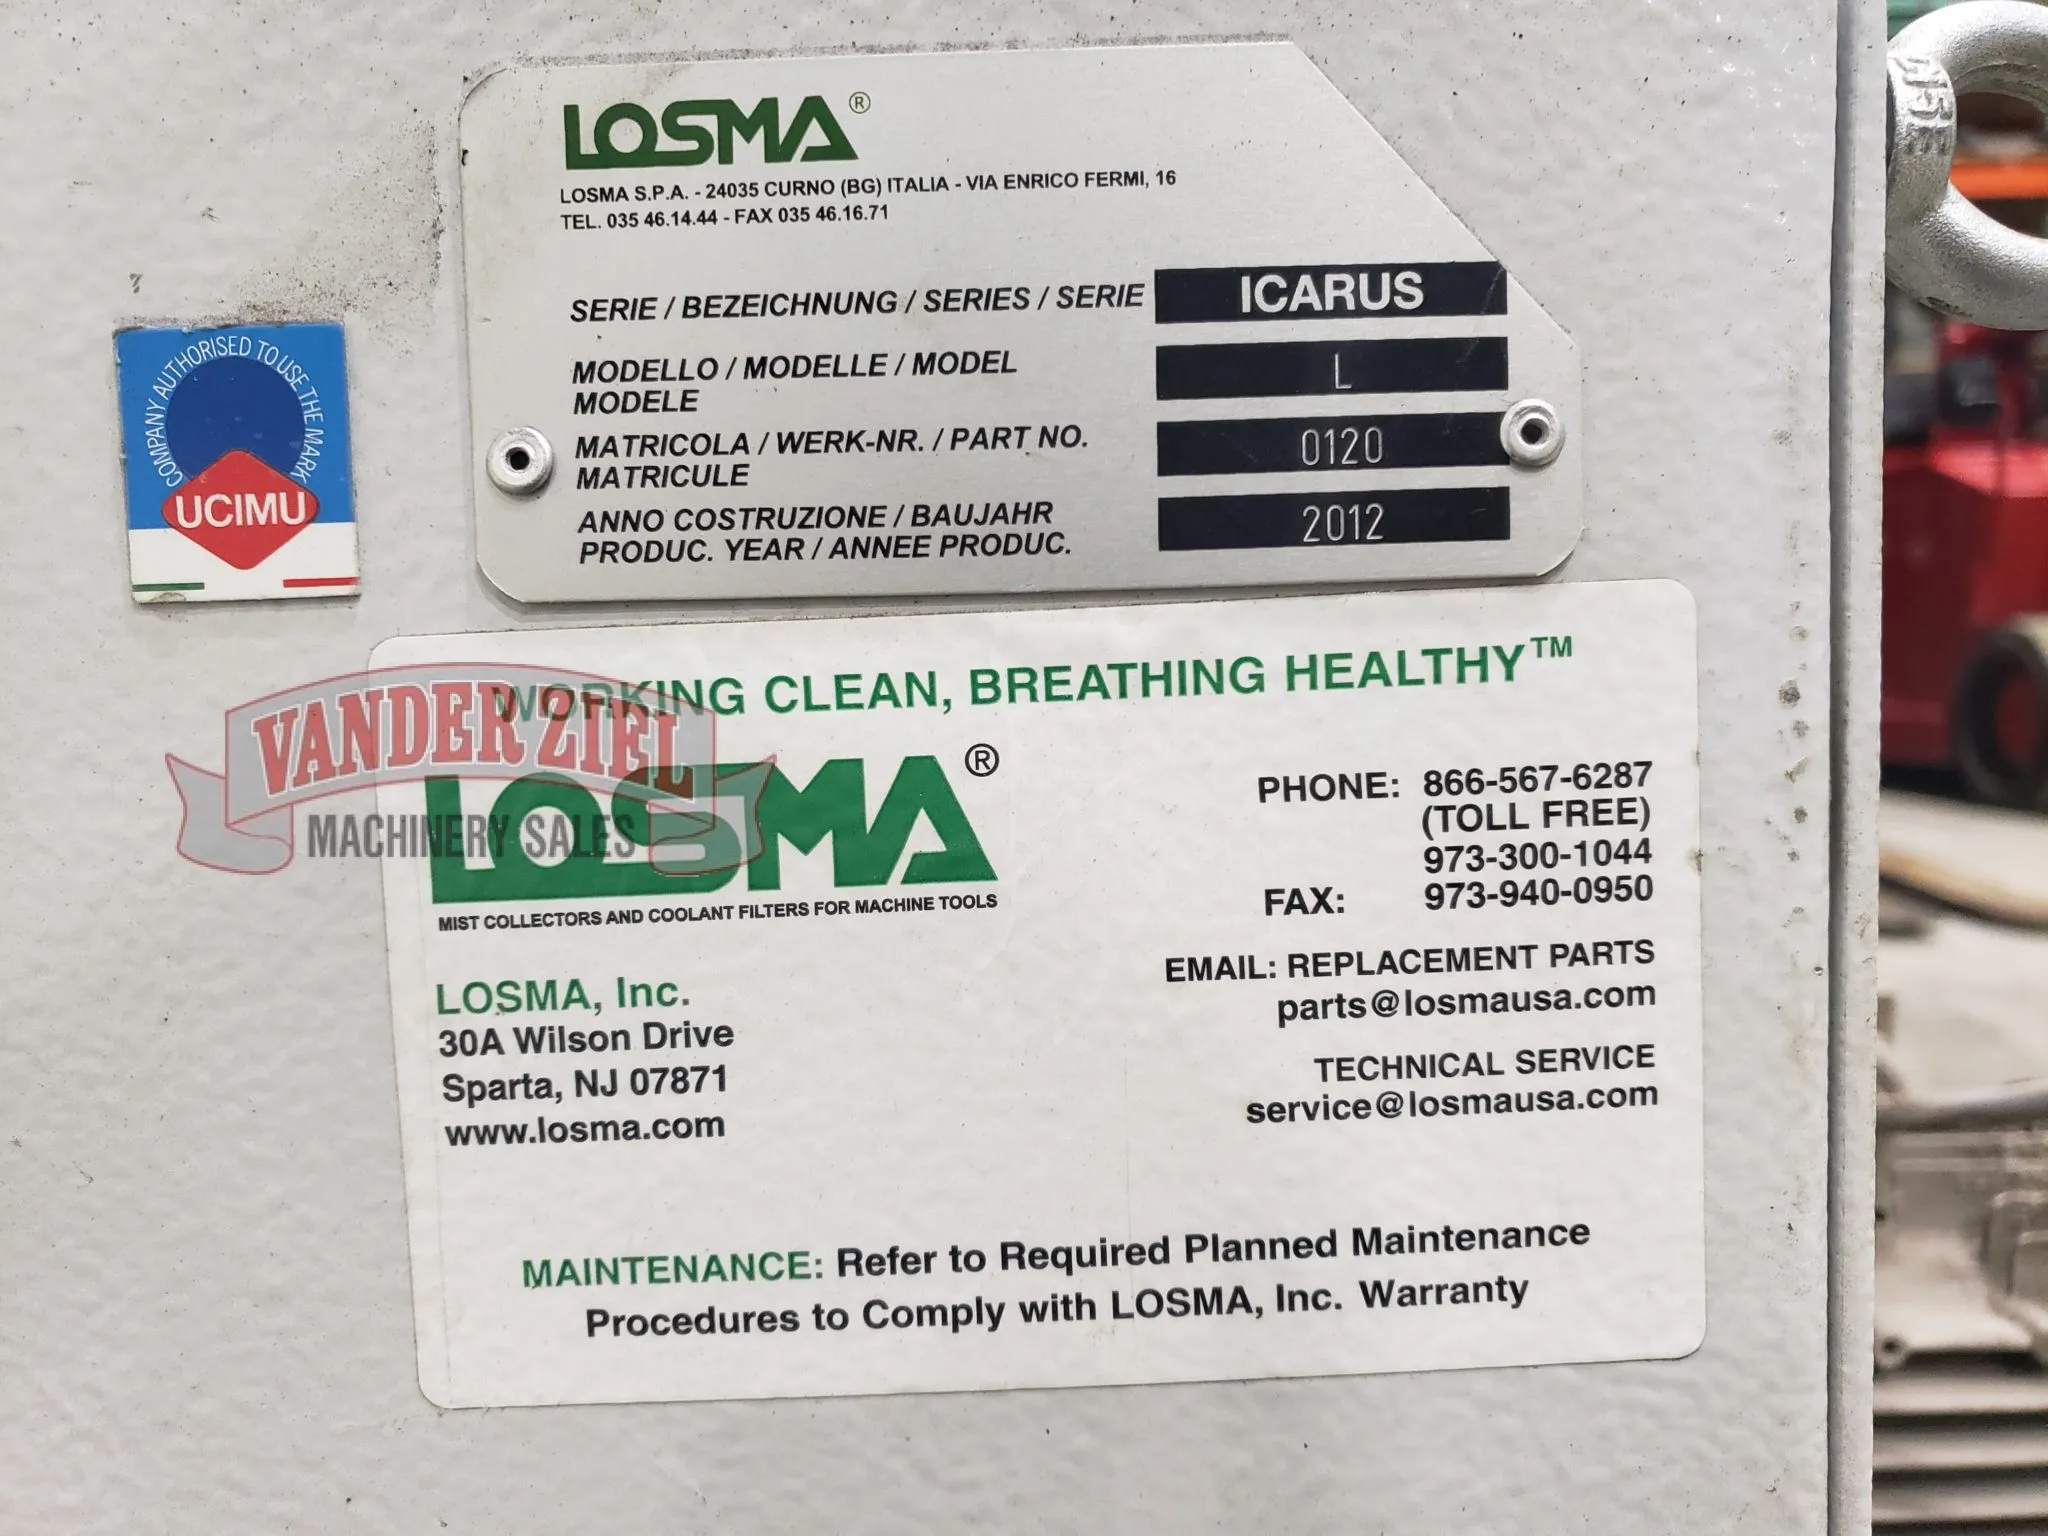 LOSMA®
LOSMA S.P.A. - 24035 CURNO (BG) ITALIA - VIA ENRICO FERMI, 16
TEL. 035 46.14.44 - FAX 035 46.16.71
SERIE / BEZEICHNUNG / SERIES / SERIE ICARUS
MODELLO / MODELLE / MODEL L
MODELE
MATRICOLA / WERK-NR. / PART NO. 0120
MATRICULE
ANNO COSTRUZIONE / BAUJAHR 2012
PRODUC. YEAR / ANNEE PRODUC.
COMPANY AUTHORISED TO USE THE MARK
UCIMU
WORKING CLEAN, BREATHING HEALTHY™
VANDER ZIEL
MACHINERY SALES
LOSMA®
MIST COLLECTORS AND COOLANT FILTERS FOR MACHINE TOOLS
LOSMA, Inc.
30A Wilson Drive
Sparta, NJ 07871
www.losma.com
PHONE: 866-567-6287
(TOLL FREE)
973-300-1044
FAX: 973-940-0950
EMAIL: REPLACEMENT PARTS
parts@losmausa.com
TECHNICAL SERVICE
service@losmausa.com
MAINTENANCE: Refer to Required Planned Maintenance
Procedures to Comply with LOSMA, Inc. Warranty